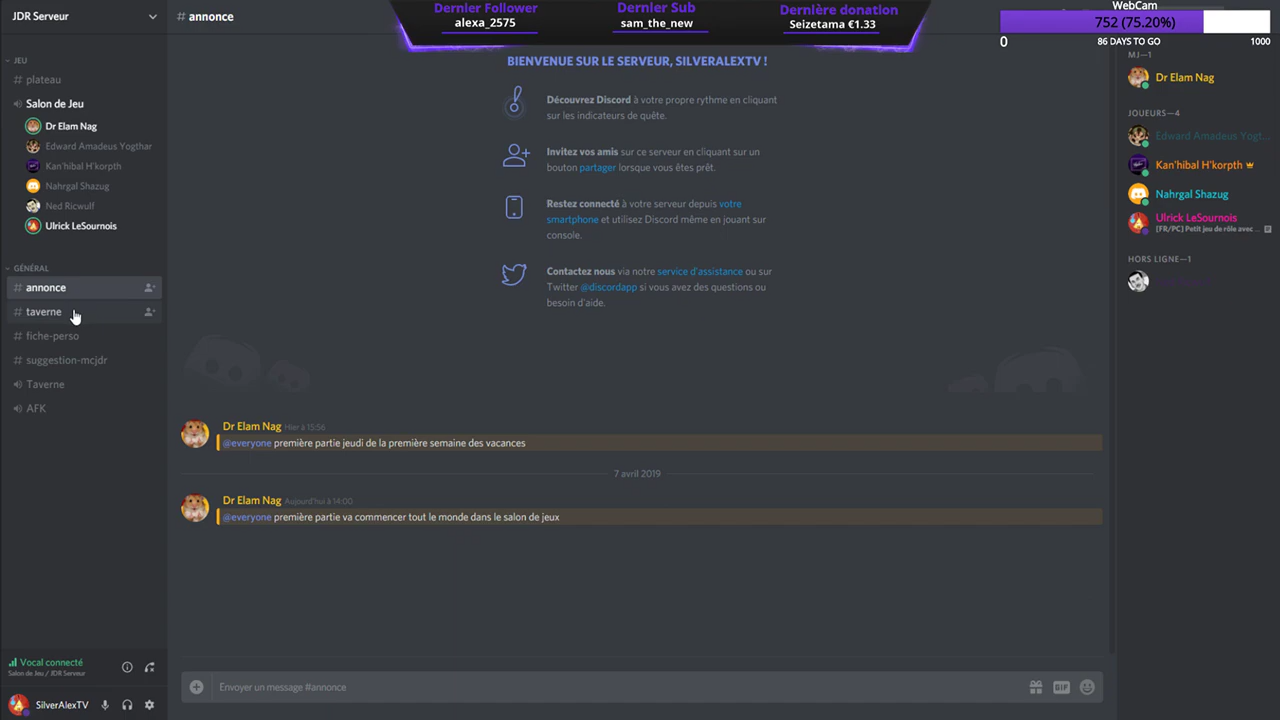 JDR Serveur
# annonce
Dernier Follower
alexa_2575
Dernier Sub
sam_the_new
Dernière donation
Seizetama €1.33
WebCam
752 (75.20%)
0
86 DAYS TO GO
1000
JEU
# plateau
Salon de Jeu
Dr Elam Nag
Edward Amadeus Yogthar
Kan'hibal H'korpth
Nahrgal Shazug
Ned Ricwulf
Ulrick LeSournois
GÉNÉRAL
# annonce
# taverne
# fiche-perso
# suggestion-mcjdr
Taverne
AFK
Vocal connecté
Salon de Jeu / JDR Serveur
SilverAlexTV
BIENVENUE SUR LE SERVEUR, SILVERALEXTV !
Découvrez Discord à votre propre rythme en cliquant
sur les indicateurs de quête.
Invitez vos amis sur ce serveur en cliquant sur un
bouton partager lorsque vous êtes prêt.
Restez connecté à votre serveur depuis votre
smartphone et utilisez Discord même en jouant sur
console.
Contactez nous via notre service d'assistance ou sur
Twitter @discordapp si vous avez des questions ou
besoin d'aide.
Dr Elam Nag Hier à 15:56
@everyone première partie jeudi de la première semaine des vacances
7 avril 2019
Dr Elam Nag Aujourd'hui à 14:00
@everyone première partie va commencer tout le monde dans le salon de jeux
Envoyer un message #annonce
GIF
MJ—1
Dr Elam Nag
JOUEURS—4
Edward Amadeus Yogt...
Kan'hibal H'korpth
Nahrgal Shazug
Ulrick LeSournois
[FR/PC] Petit jeu de rôle avec ...
HORS LIGNE—1